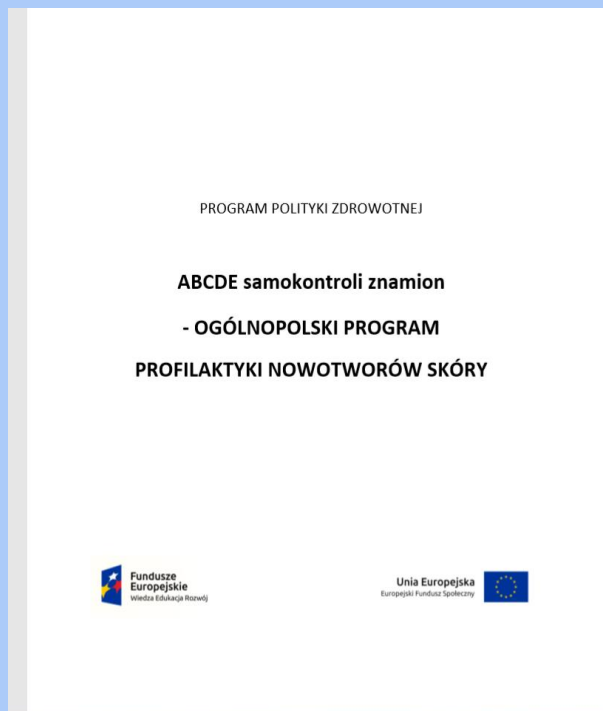 PROGRAM POLITYKI ZDROWOTNEJ
ABCDE samokontroli znamion
- OGÓLNOPOLSKI PROGRAM
PROFILAKTYKI NOWOTWORÓW SKÓRY
Fundusze
Europejskie
Wiedza Edukacja Rozwój
Unia Europejska
Europejski Fundusz Społeczny